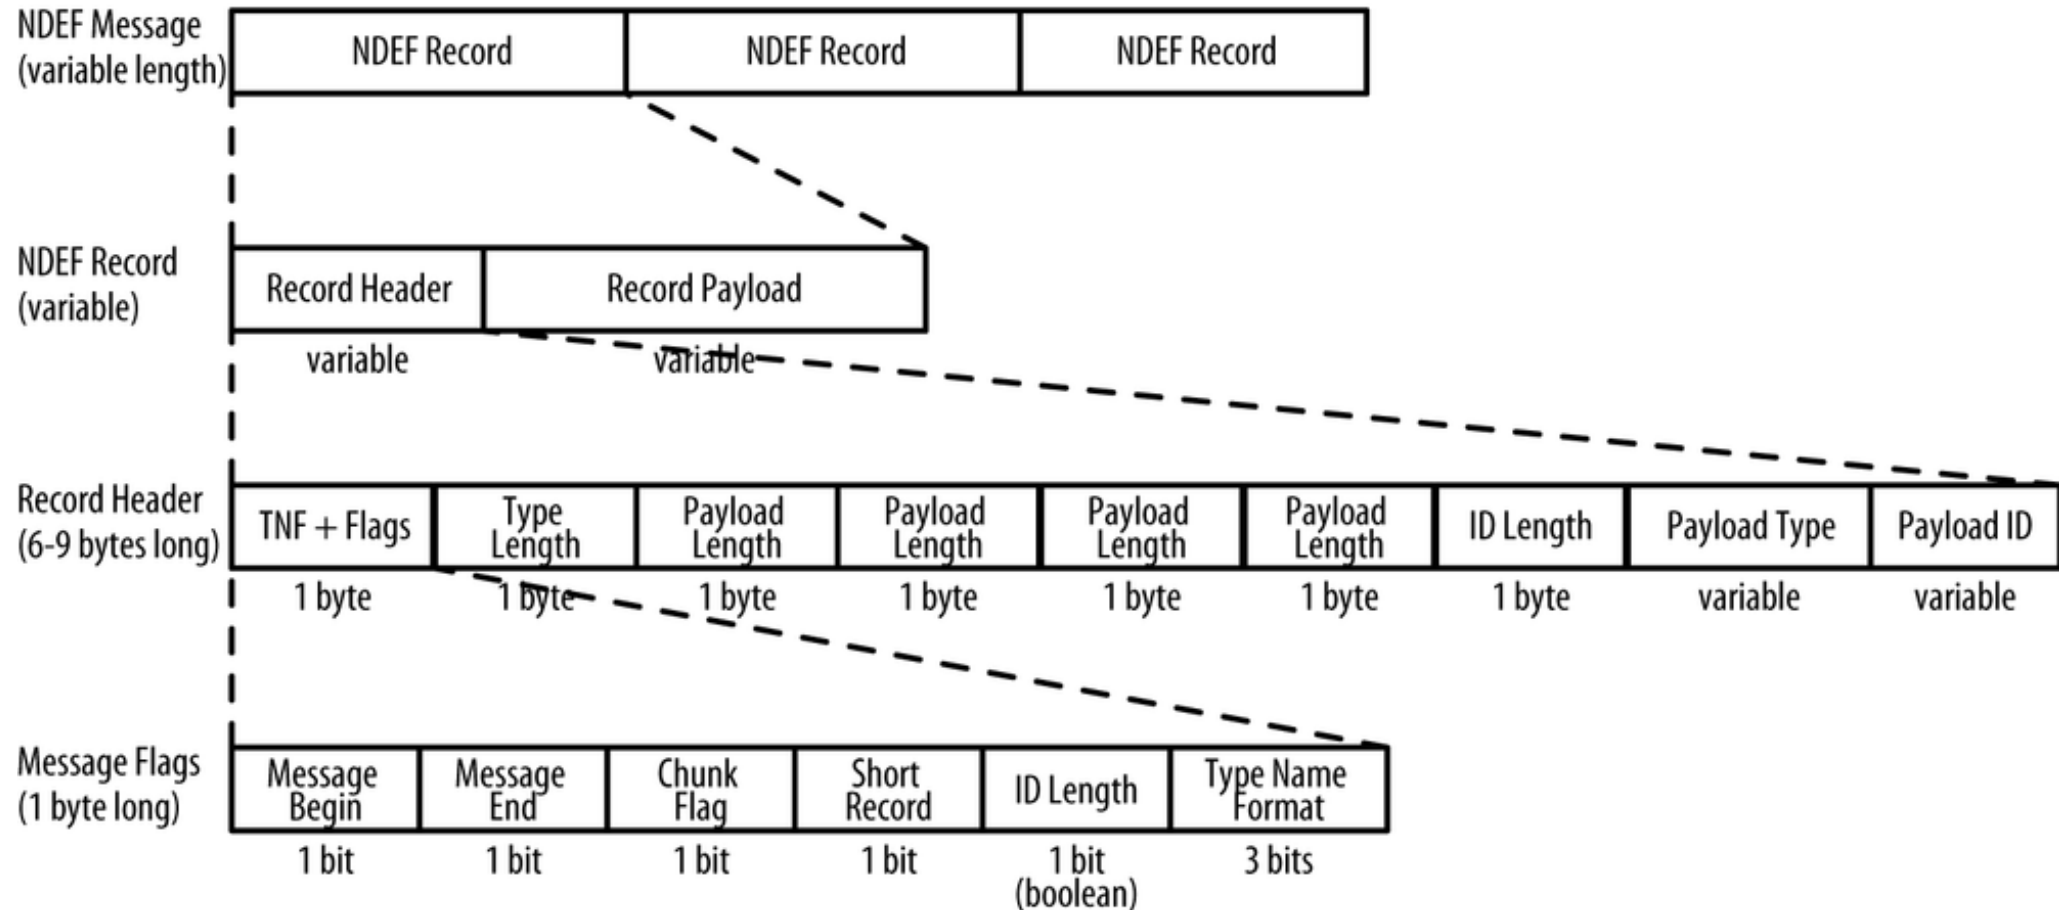 NDEF Message
(variable length)
NDEF Record
NDEF Record
NDEF Record
NDEF Record
(variable)
Record Header
Record Payload
variable
variable
Record Header
(6-9 bytes long)
TNF + Flags
Type
Length
Payload
Length
Payload
Length
Payload
Length
Payload
Length
ID Length
Payload Type
Payload ID
1 byte
1 byte
1 byte
1 byte
1 byte
1 byte
1 byte
variable
variable
Message Flags
(1 byte long)
Message
Begin
Message
End
Chunk
Flag
Short
Record
ID Length
Type Name
Format
1 bit
1 bit
1 bit
1 bit
1 bit
(boolean)
3 bits